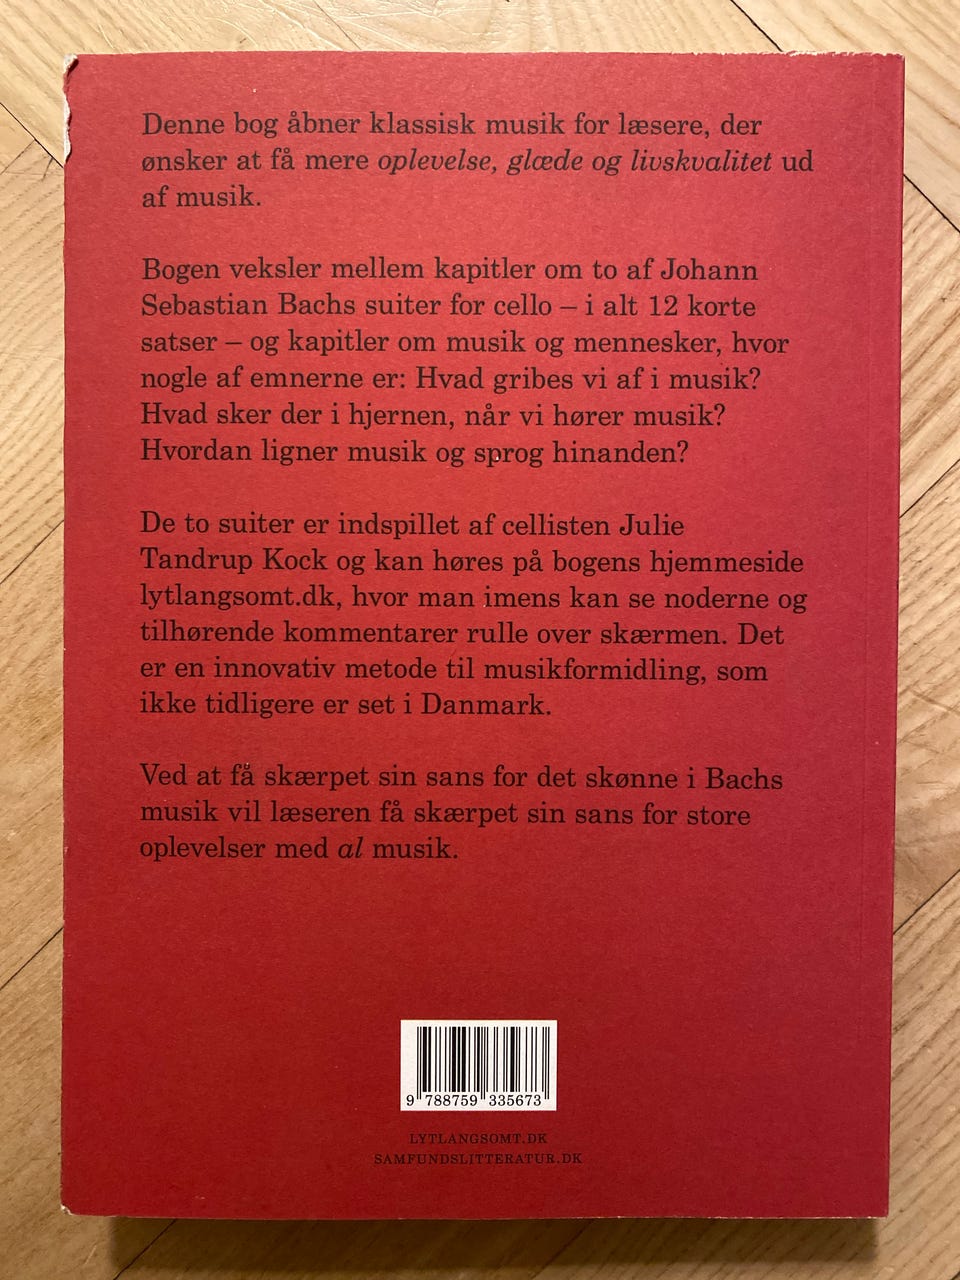 Denne bog åbner klassisk musik for læsere, der
ønsker at få mere oplevelse, glæde og livskvalitet ud
af musik.
Bogen veksler mellem kapitler om to af Johann
Sebastian Bachs suiter for cello – i alt 12 korte
satser – og kapitler om musik og mennesker, hvor
nogle af emnerne er: Hvad gribes vi af i musik?
Hvad sker der i hjernen, når vi hører musik?
Hvordan ligner musik og sprog hinanden?
De to suiter er indspillet af cellisten Julie
Tandrup Kock og kan høres på bogens hjemmeside
lytlangsomt.dk, hvor man imens kan se noderne og
tilhørende kommentarer rulle over skærmen. Det
er en innovativ metode til musikformidling, som
ikke tidligere er set i Danmark.
Ved at få skærpet sin sans for det skønne i Bachs
musik vil læseren få skærpet sin sans for store
oplevelser med al musik.
9 788759 335673
LYTLANGSOMT.DK
SAMFUNDSLITTERATUR.DK